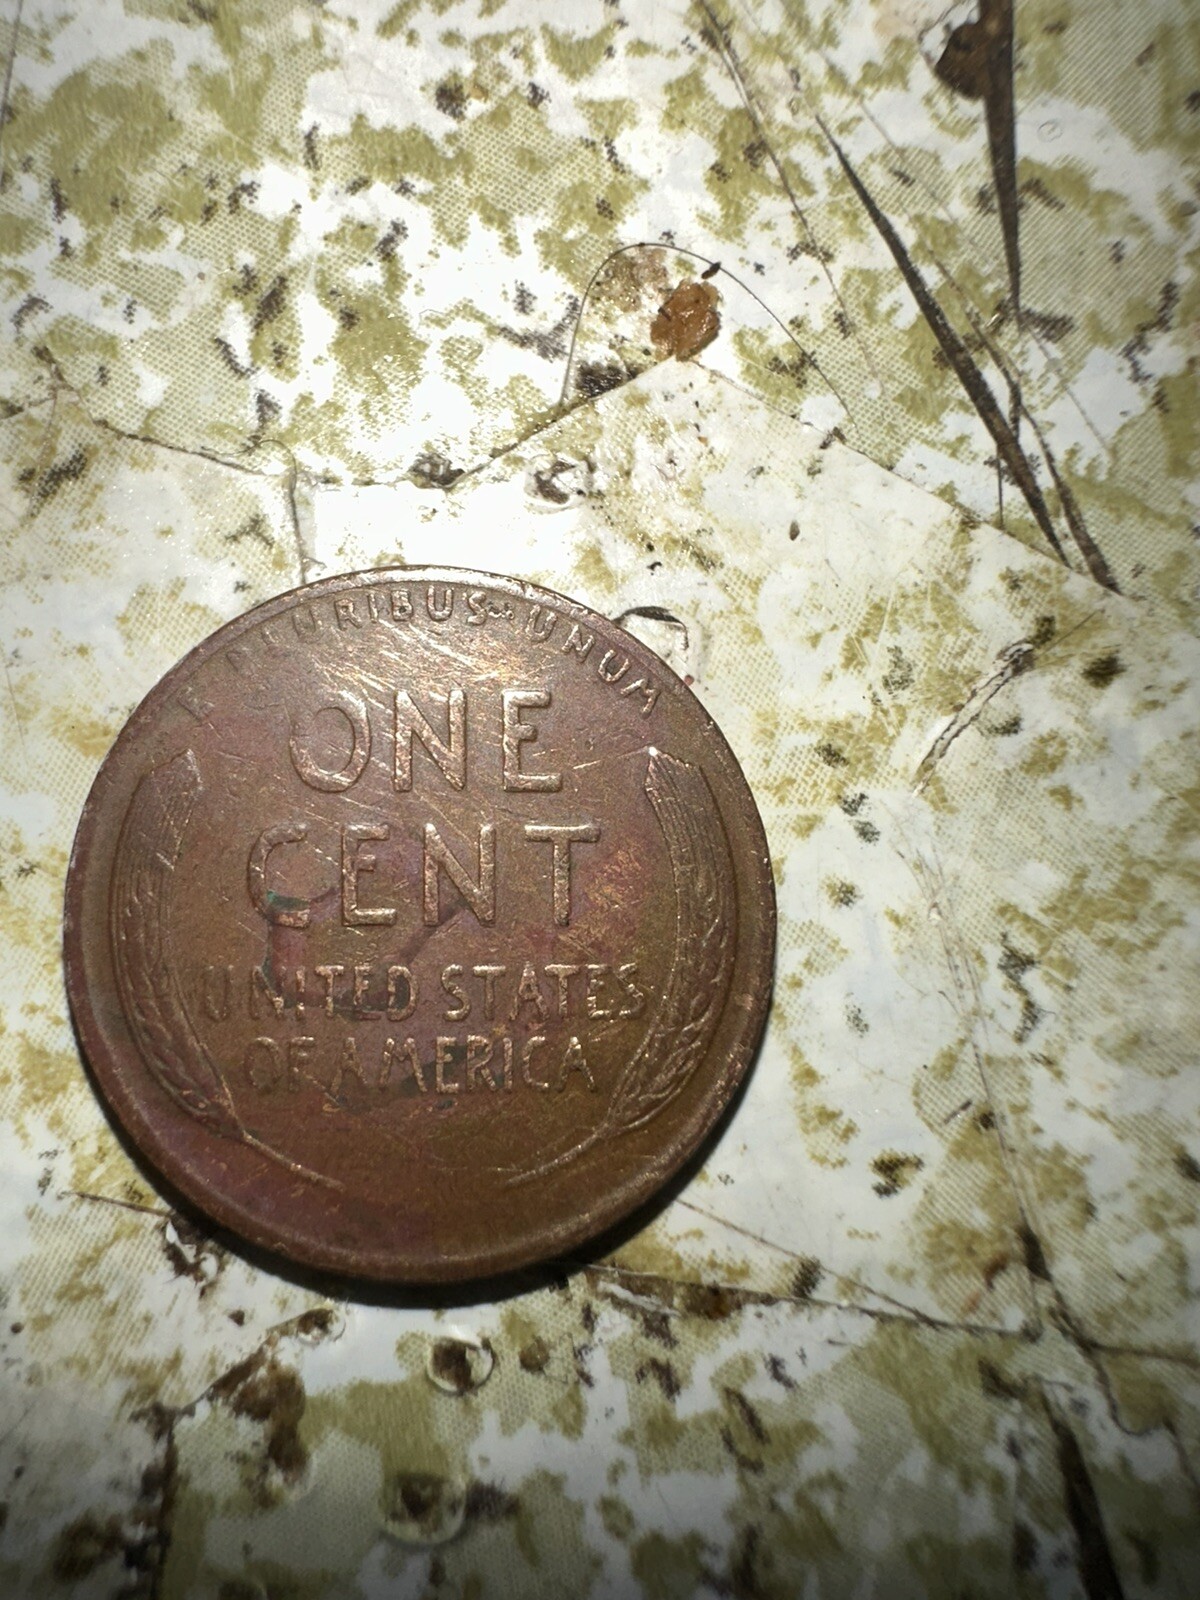 E PLURIBUS UNUM
ONE
CENT
UNITED STATES
OF AMERICA